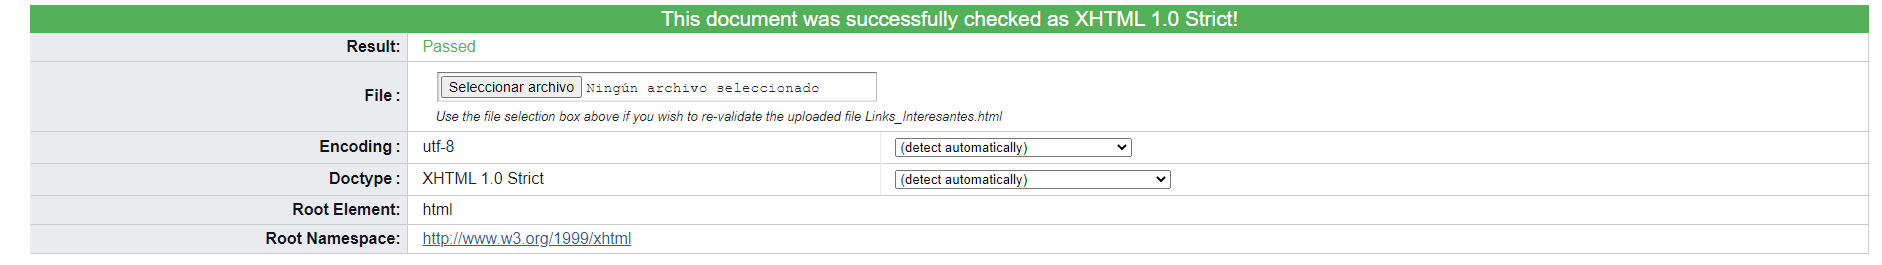 This document was successfully checked as XHTML 1.0 Strict!
Result: Passed
File : Seleccionar archivo Ningún archivo seleccionado
Use the file selection box above if you wish to re-validate the uploaded file Links_Interesantes.html
Encoding : utf-8 (detect automatically)
Doctype : XHTML 1.0 Strict (detect automatically)
Root Element: html
Root Namespace: http://www.w3.org/1999/xhtml